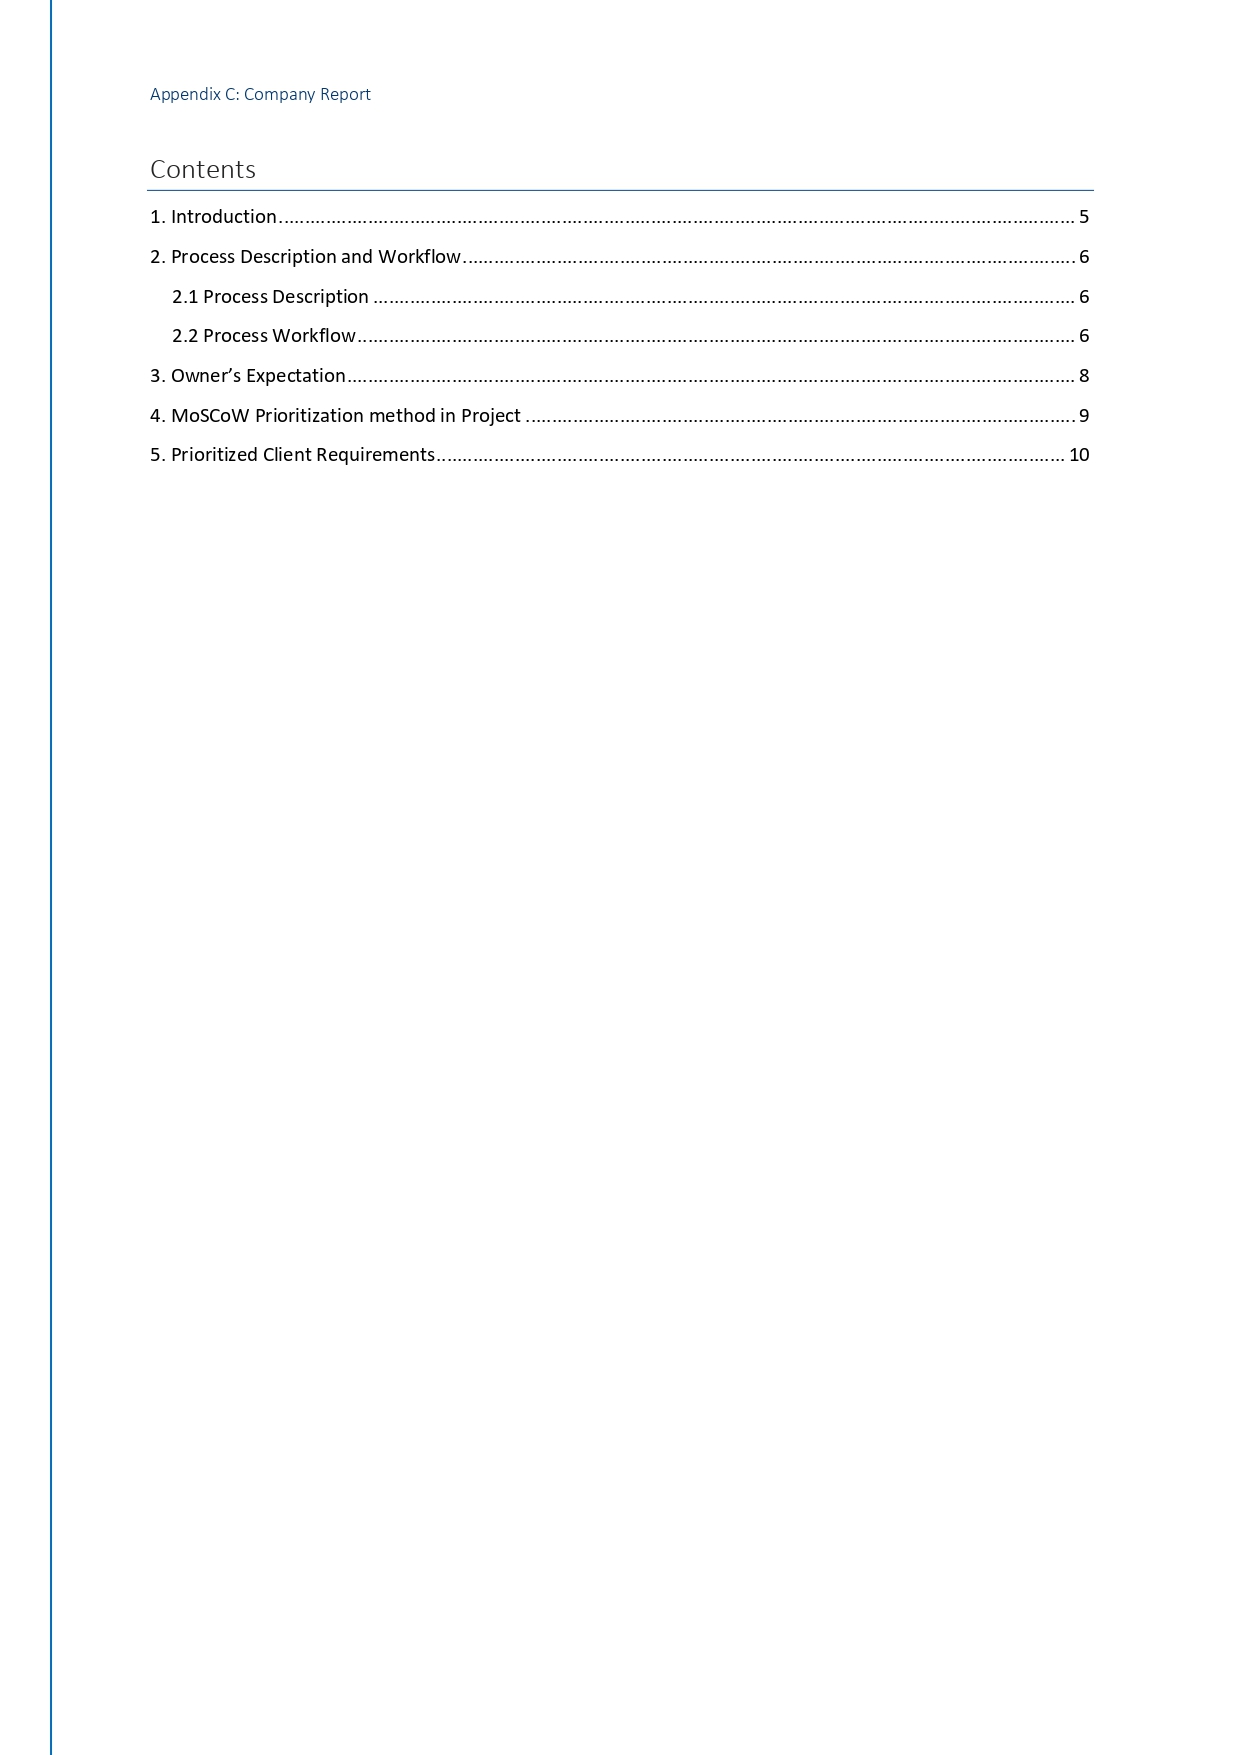 Appendix C: Company Report
Contents
1. Introduction........................................................................................................................................................ 5
2. Process Description and Workflow..................................................................................................................... 6
2.1 Process Description ...................................................................................................................................... 6
2.2 Process Workflow......................................................................................................................................... 6
3. Owner’s Expectation........................................................................................................................................... 8
4. MoSCoW Prioritization method in Project ......................................................................................................... 9
5. Prioritized Client Requirements........................................................................................................................ 10